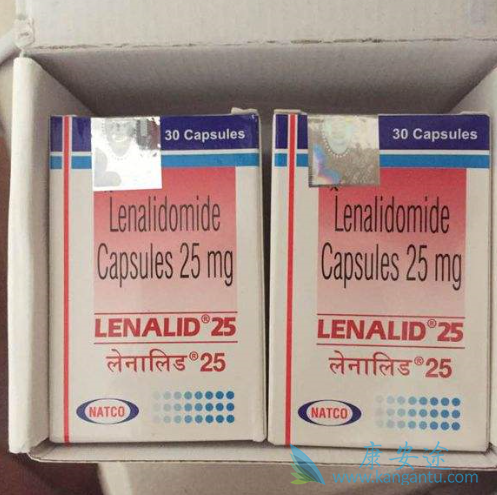 30 Capsules
Lenalidomide
Capsules 25 mg
LENALID® 25
लेनालिड® 25
NATCO
30 Capsules
Lenalidomide
Capsules 25 mg
LENALID® 25
लेनालिड® 25
NATCO
康安途
www.kangantu.com